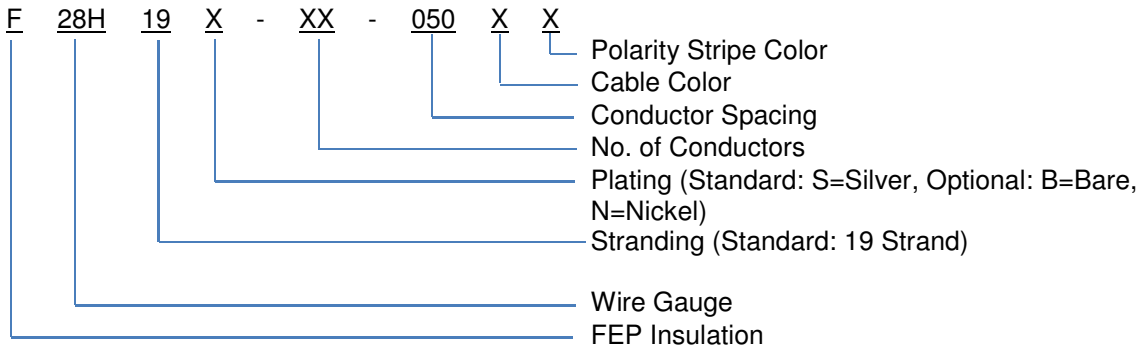 F 28H 19 X - XX - 050 X X
Polarity Stripe Color
Cable Color
Conductor Spacing
No. of Conductors
Plating (Standard: S=Silver, Optional: B=Bare,
N=Nickel)
Stranding (Standard: 19 Strand)
Wire Gauge
FEP Insulation